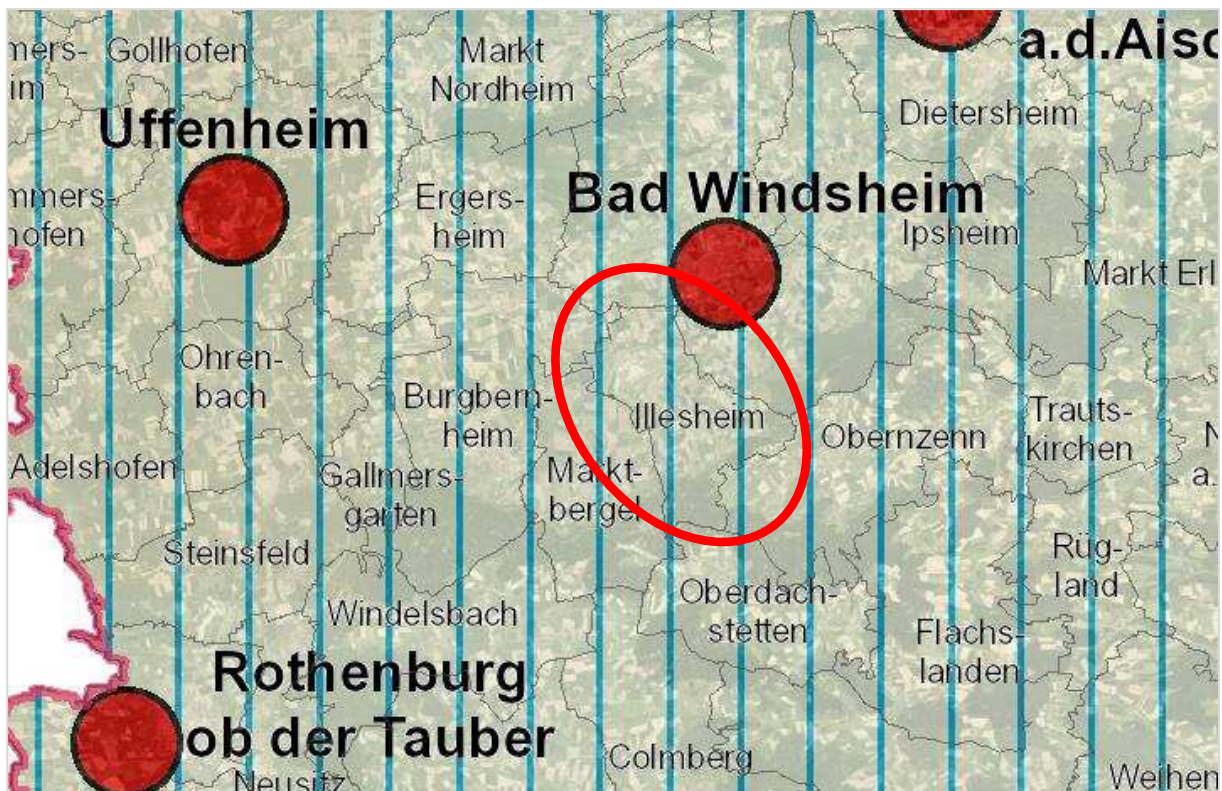 mers-
im
Gollhofen
Markt
Nordheim
a.d.Aisc
Dietersheim
Uffenheim
mmers-
hofen
Ergers-
heim
Bad Windsheim
Ipsheim
Markt Erl
Ohren-
bach
Burgbern-
heim
Illesheim
Obernzenn
Trauts-
kirchen
N
a.
Adelshofen
Gallmers-
garten
Markt-
bergel
Steinsfeld
Rüg-
land
Windelsbach
Oberdach-
stetten
Flachs-
landen
Rothenburg
ob der Tauber
Neusitz
Colmberg
Weihen